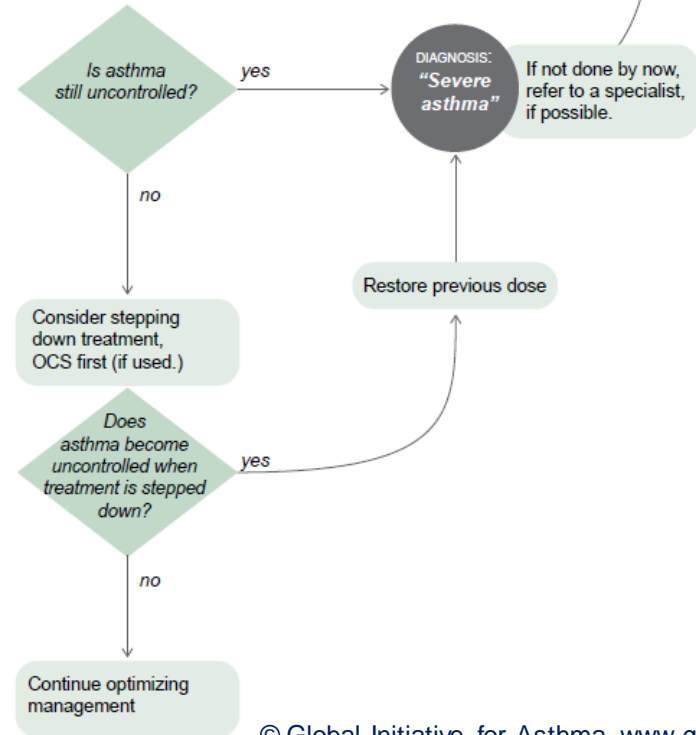 Is asthma
still uncontrolled?
yes
DIAGNOSIS:
“Severe
asthma”
If not done by now,
refer to a specialist,
if possible.
no
Restore previous dose
Consider stepping
down treatment,
OCS first (if used.)
Does
asthma become
uncontrolled when
treatment is stepped
down?
yes
no
Continue optimizing
management
© Global Initiative for Asthma, www.g